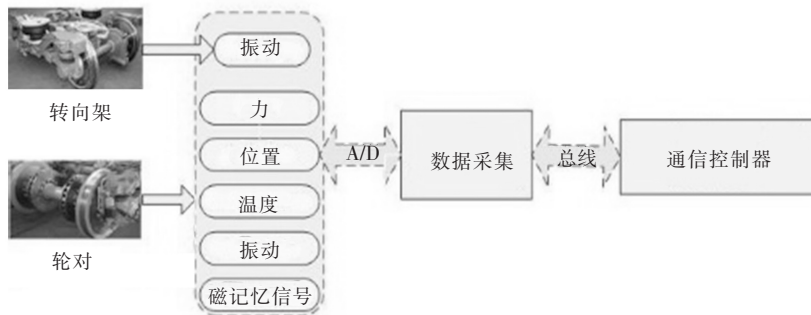 振动
转向架
力
位置
A/D
数据采集
总线
通信控制器
温度
轮对
振动
磁记忆信号